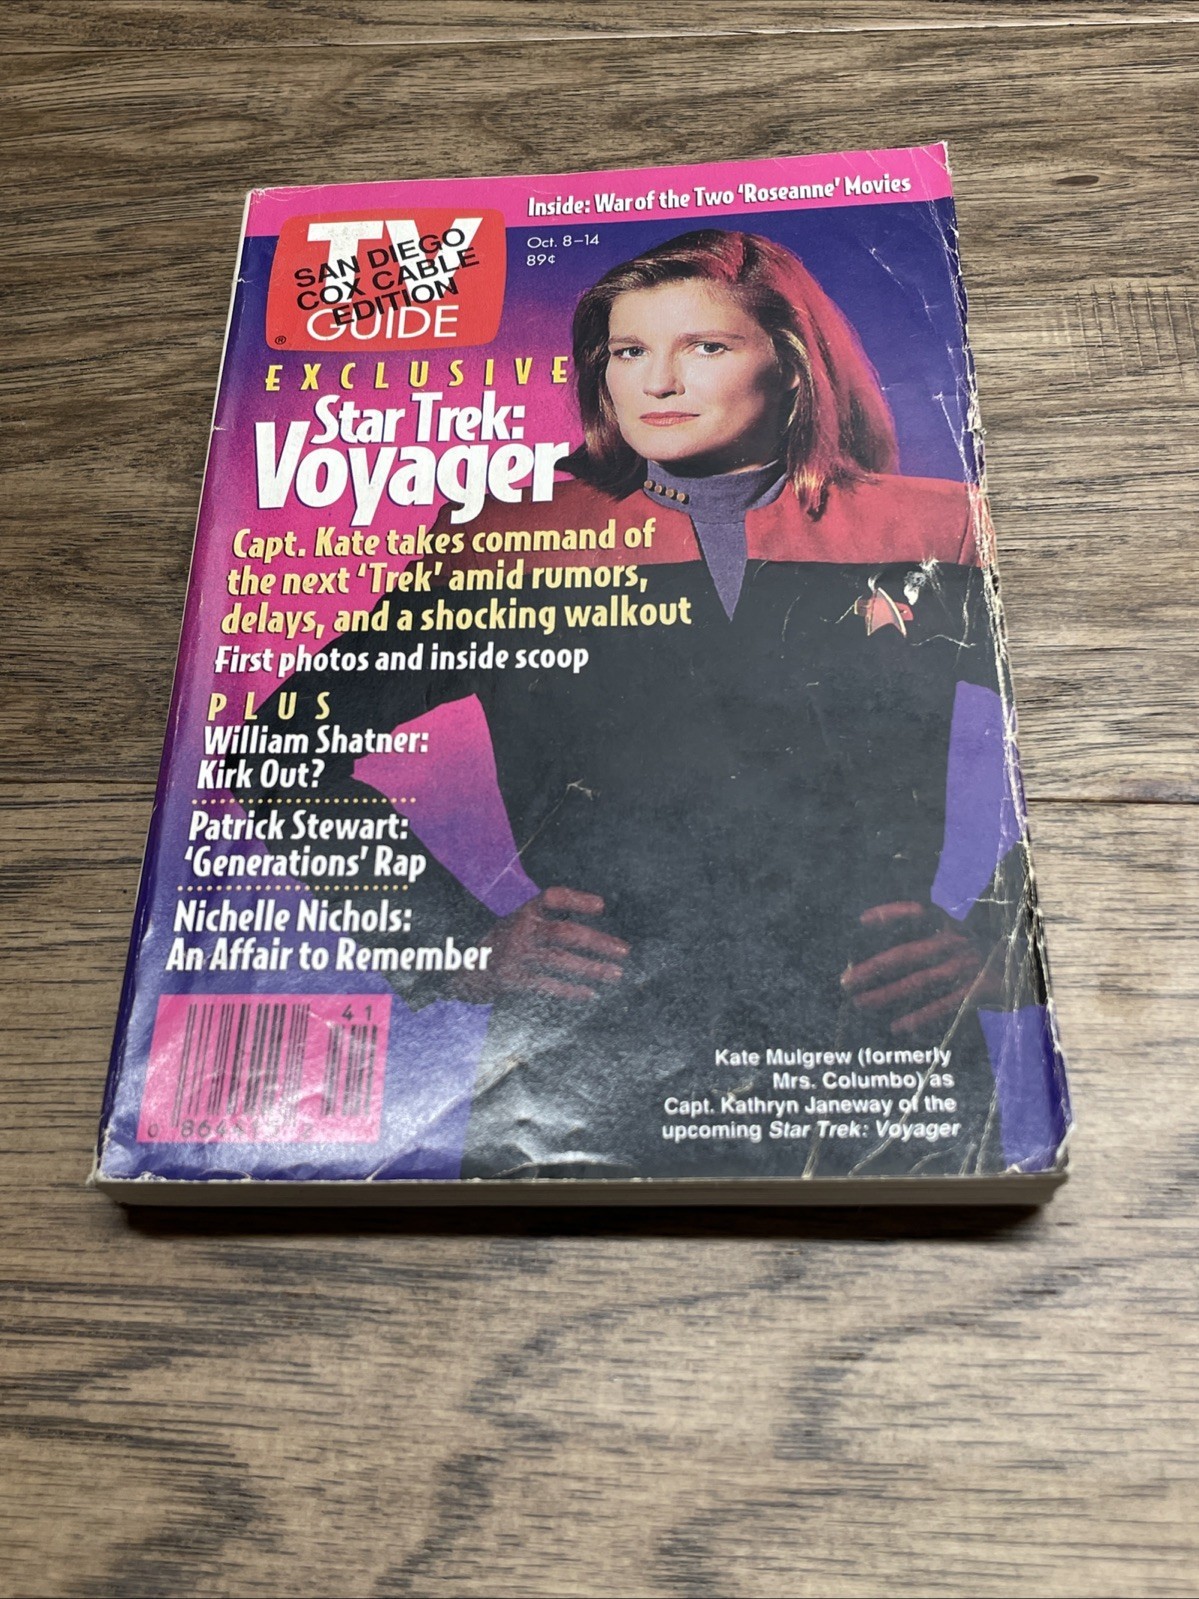 Inside: War of the Two 'Roseanne' Movies
TV
GUIDE
®
SAN DIEGO
COX CABLE
EDITION
Oct. 8–14
89¢
EXCLUSIVE
Star Trek:
Voyager
Capt. Kate takes command of
the next 'Trek' amid rumors,
delays, and a shocking walkout
First photos and inside scoop
PLUS
William Shatner:
Kirk Out?
Patrick Stewart:
'Generations' Rap
Nichelle Nichols:
An Affair to Remember
41
0
2
Kate Mulgrew (formerly
Mrs. Columbo) as
Capt. Kathryn Janeway of the
upcoming Star Trek: Voyager